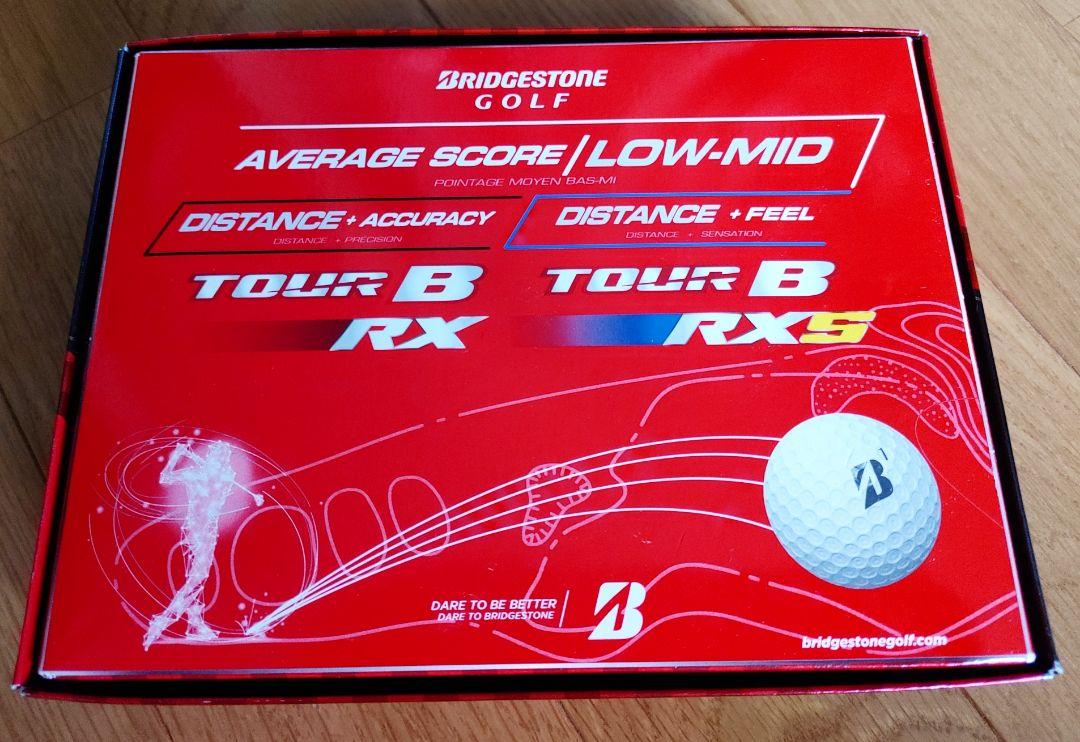 BRIDGESTONE
GOLF
AVERAGE SCORE/LOW-MID
POINTAGE MOYEN BAS-MI
DISTANCE + ACCURACY
DISTANCE + PRÉCISION
DISTANCE + FEEL
DISTANCE + SENSATION
TOUR B
RX
TOUR B
RXS
B 1
DARE TO BE BETTER
DARE TO BRIDGESTONE
B
bridgestonegolf.com